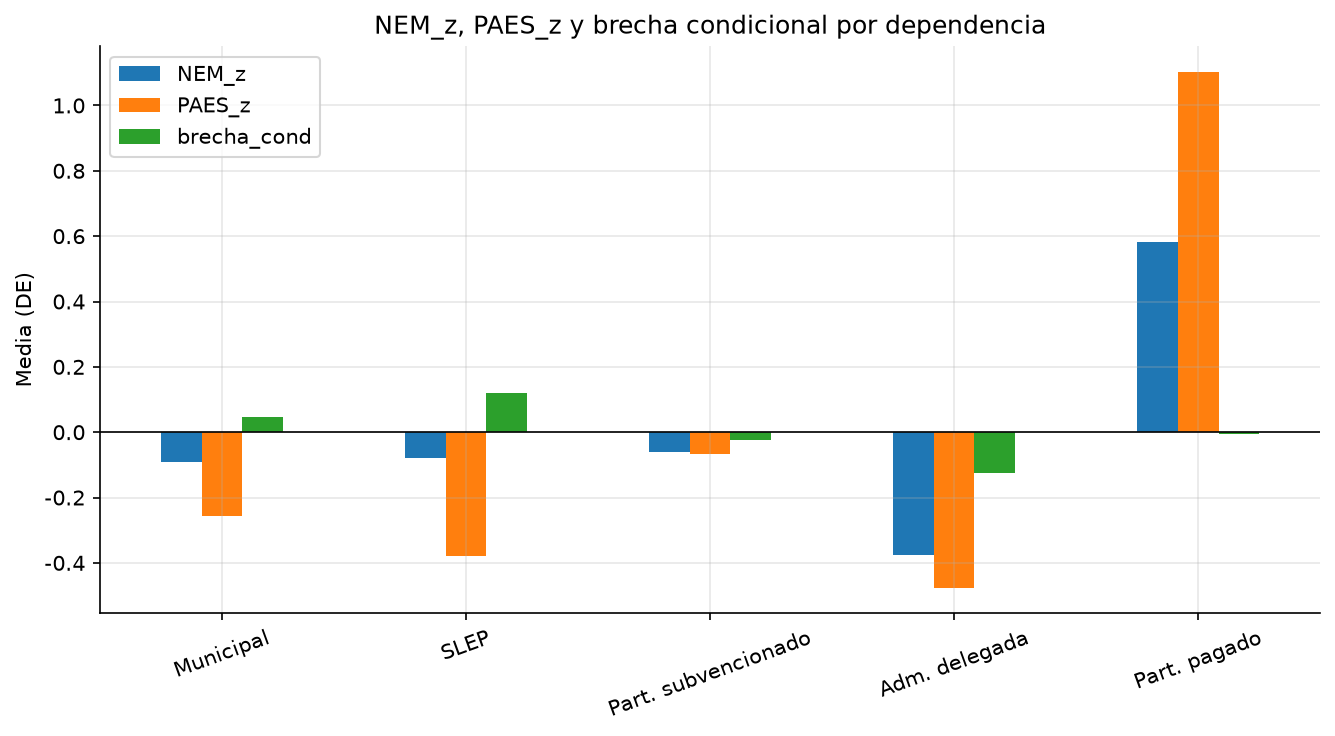 NEM_z, PAES_z y brecha condicional por dependencia
NEM_z
PAES_z
brecha_cond
Media (DE)
1.0
0.8
0.6
0.4
0.2
0.0
-0.2
-0.4
Municipal
SLEP
Part. subvencionado
Adm. delegada
Part. pagado